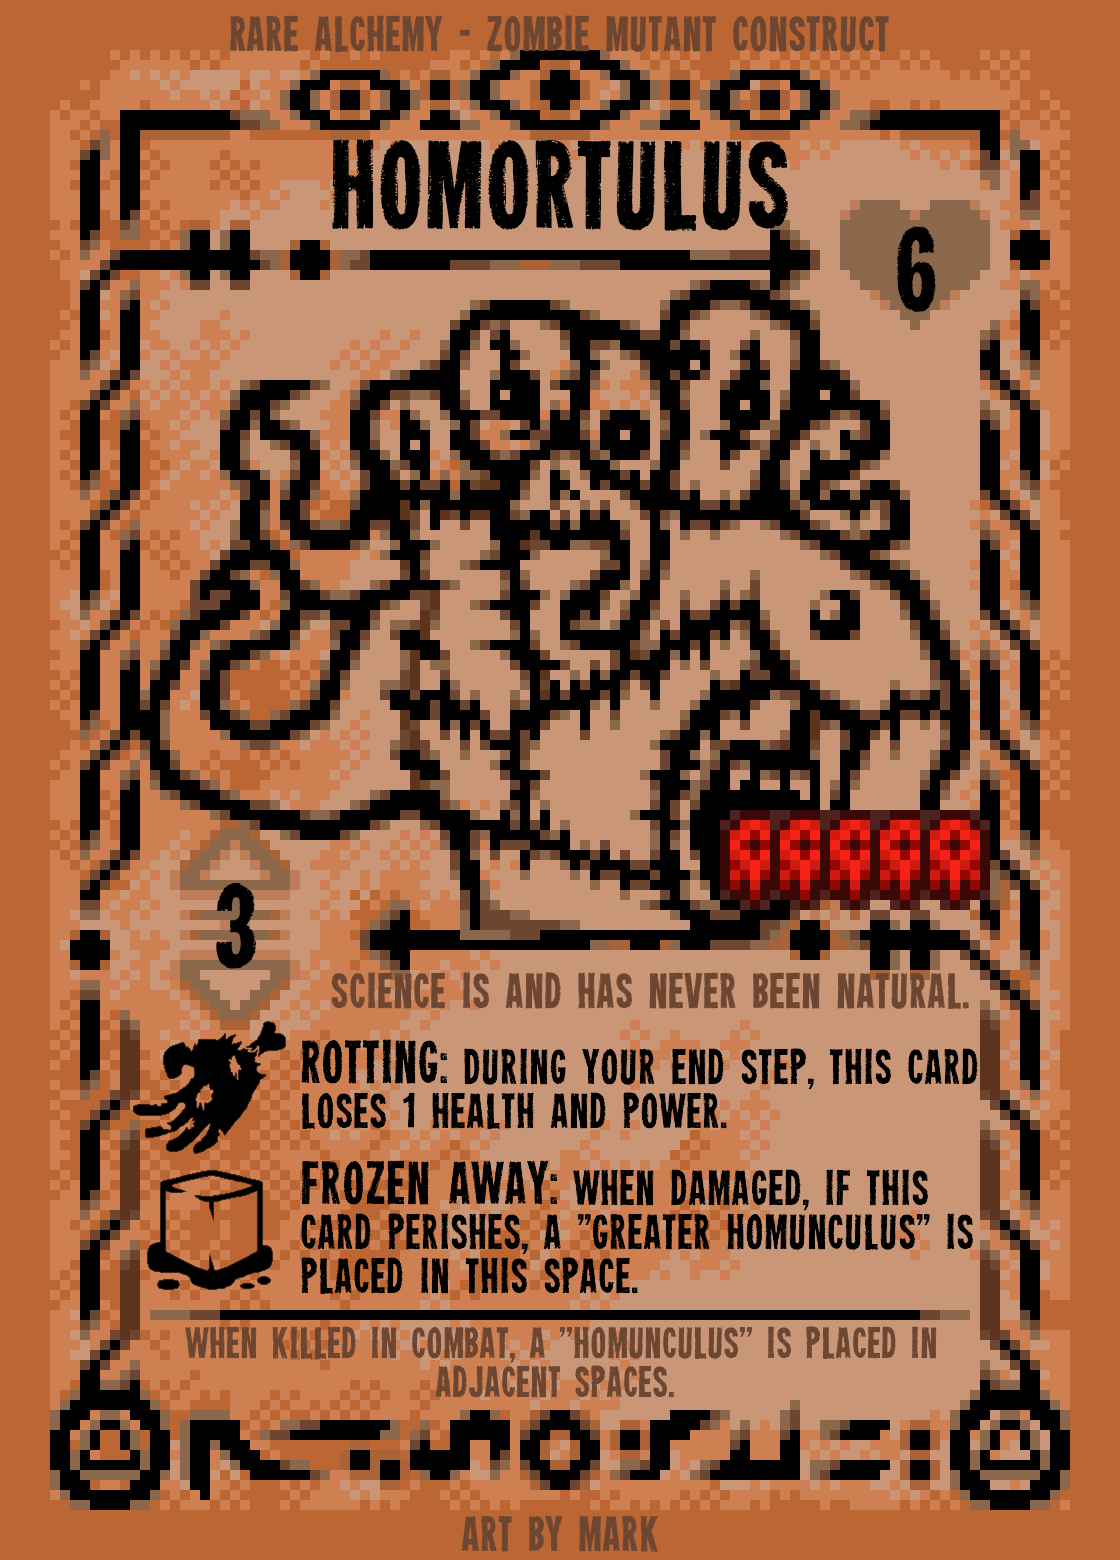 RARE ALCHEMY - ZOMBIE MUTANT CONSTRUCT
HOMORTULUS
6
3
SCIENCE IS AND HAS NEVER BEEN NATURAL.
ROTTING: DURING YOUR END STEP, THIS CARD
LOSES 1 HEALTH AND POWER.
FROZEN AWAY: WHEN DAMAGED, IF THIS
CARD PERISHES, A "GREATER HOMUNCULUS" IS
PLACED IN THIS SPACE.
WHEN KILLED IN COMBAT, A "HOMUNCULUS" IS PLACED IN
ADJACENT SPACES.
ART BY MARK